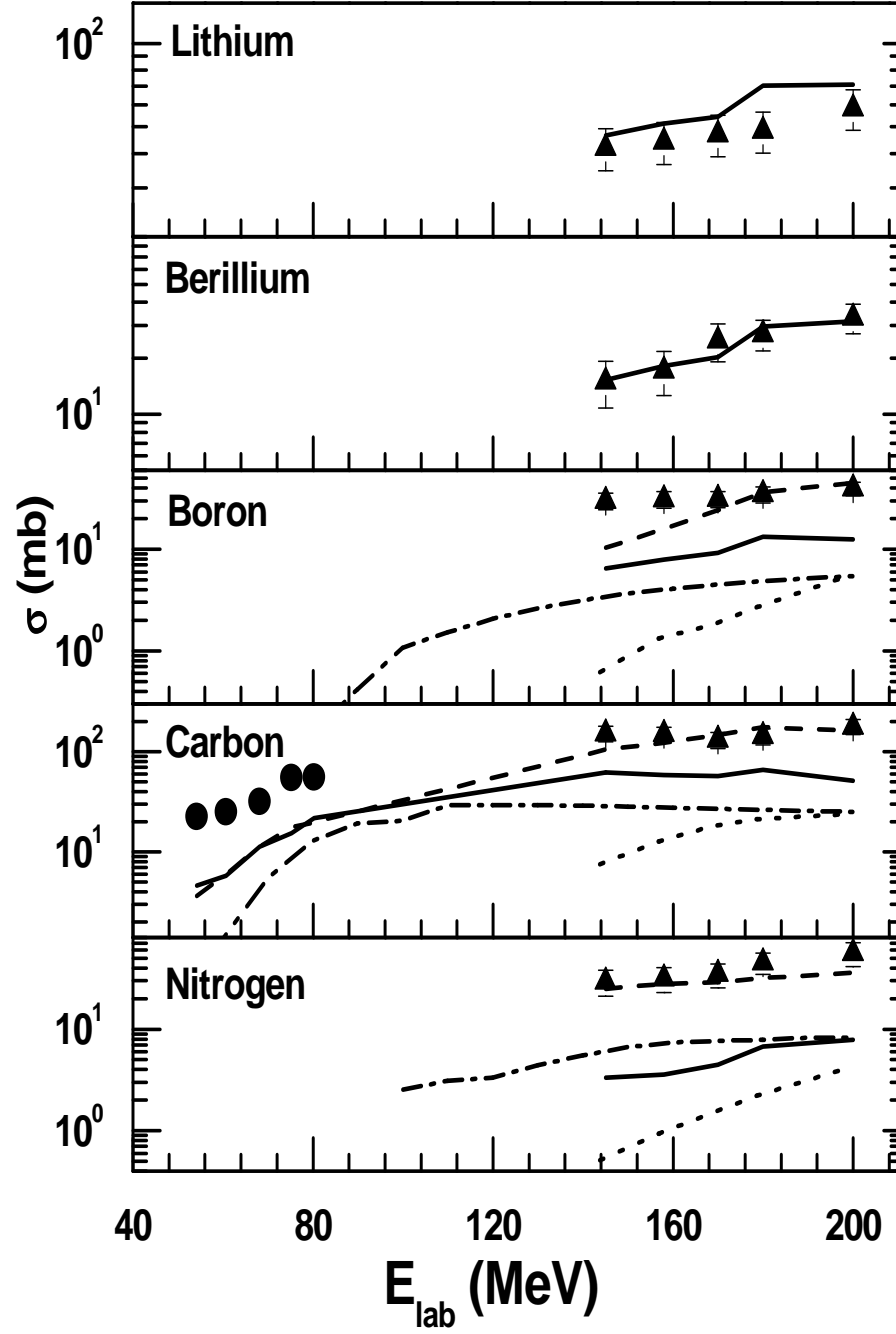 10²
Lithium
Berillium
10¹
Boron
10¹
10⁰
σ (mb)
Carbon
10²
10¹
Nitrogen
10¹
10⁰
40 80 120 160 200
E_lab (MeV)